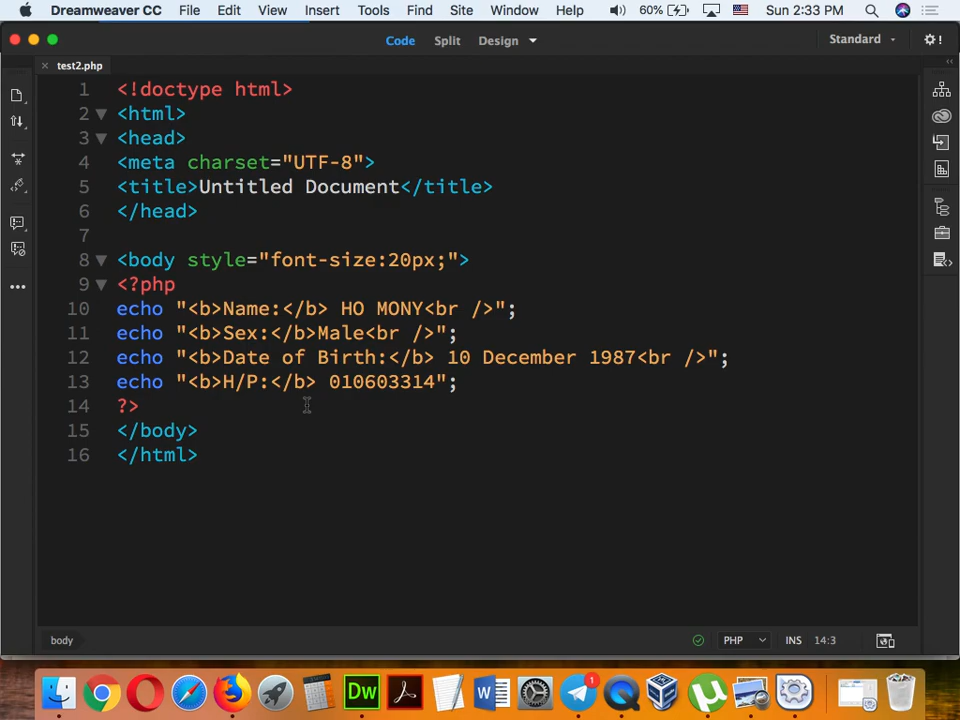 Dreamweaver CC File Edit View Insert Format Tools Find Site Window Help 60% Sun 2:33 PM
Code Split Design Standard
test2.php
1 <!doctype html>
2 <html>
3 <head>
4 <meta charset="UTF-8">
5 <title>Untitled Document</title>
6 </head>
7
8 <body style="font-size:20px;">
9 <?php
10 echo "<b>Name:</b> HO MONY<br />";
11 echo "<b>Sex:</b>Male<br />";
12 echo "<b>Date of Birth:</b> 10 December 1987<br />";
13 echo "<b>H/P:</b> 010603314";
14 ?>
15 </body>
16 </html>
body PHP INS 14:3
Dw W 1